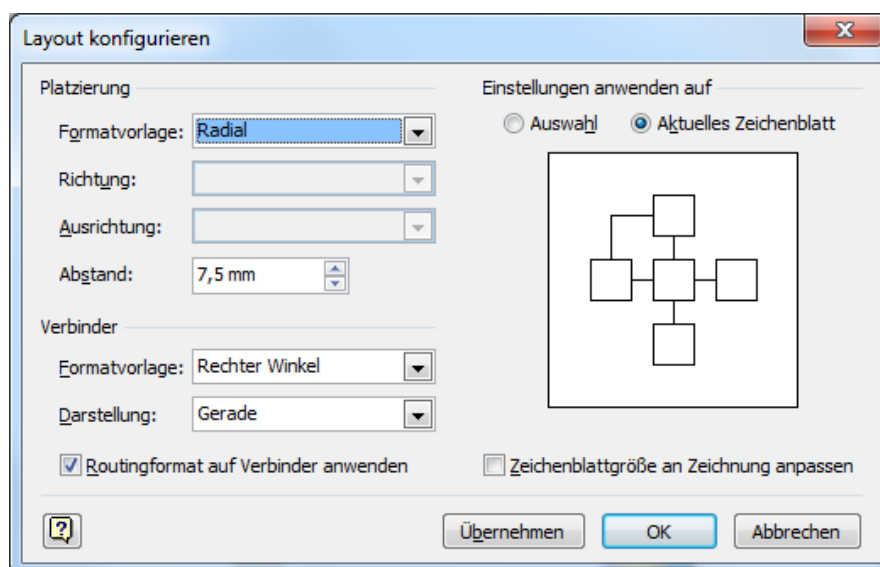 Layout konfigurieren
Platzierung
Formatvorlage: Radial
Richtung:
Ausrichtung:
Abstand: 7,5 mm
Verbinder
Formatvorlage: Rechter Winkel
Darstellung: Gerade
Routingformat auf Verbinder anwenden
Einstellungen anwenden auf
Auswahl Aktuelles Zeichenblatt
Zeichenblattgröße an Zeichnung anpassen
?
Übernehmen OK Abbrechen